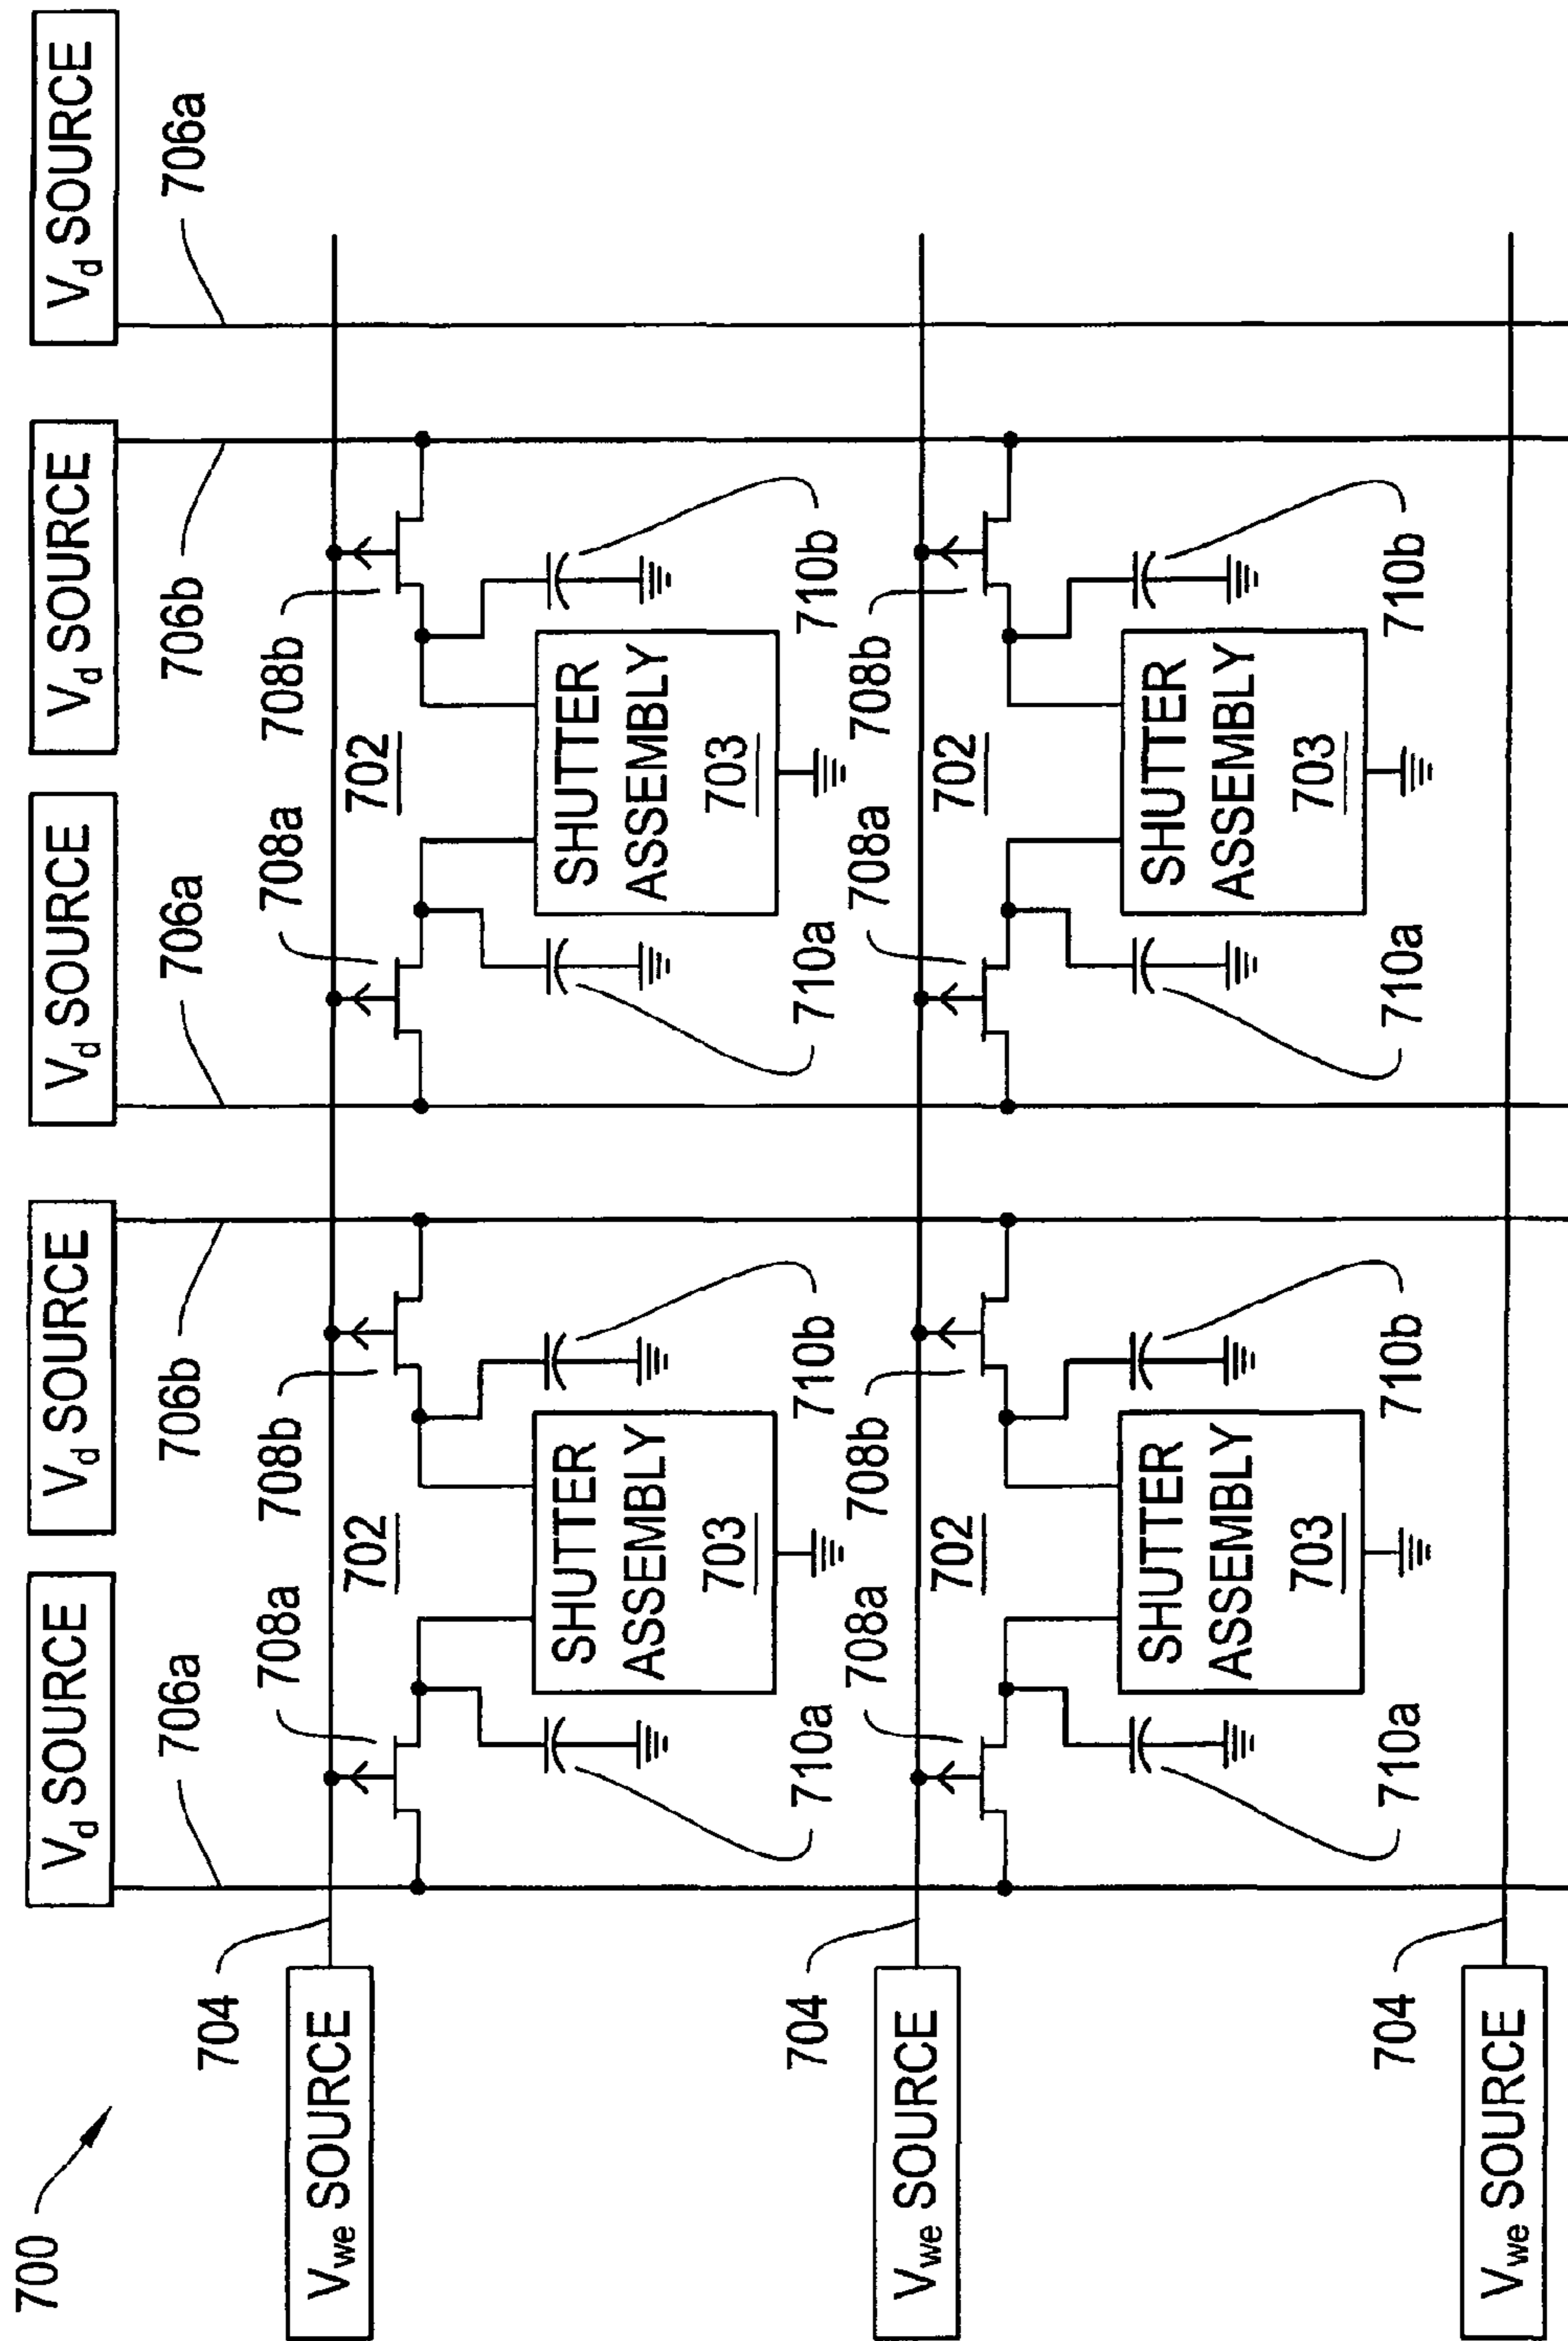 700
V_d SOURCE
V_d SOURCE
V_d SOURCE
V_d SOURCE
V_d SOURCE
706a
706b
706a
706b
706a
704
V_we SOURCE
708a
702
708b
708a
702
708b
SHUTTER
ASSEMBLY
703
SHUTTER
ASSEMBLY
703
710a
710b
710a
710b
704
V_we SOURCE
708a
702
708b
708a
702
708b
SHUTTER
ASSEMBLY
703
SHUTTER
ASSEMBLY
703
710a
710b
710a
710b
704
V_we SOURCE